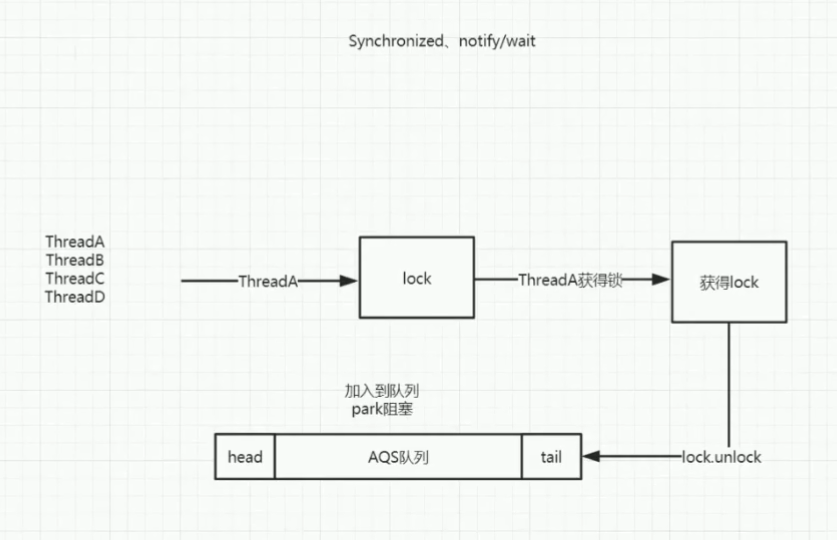 Synchronized、notify/wait
ThreadA
ThreadB
ThreadC
ThreadD
ThreadA
lock
ThreadA获得锁
获得lock
加入到队列
park阻塞
head
AQS队列
tail
lock.unlock